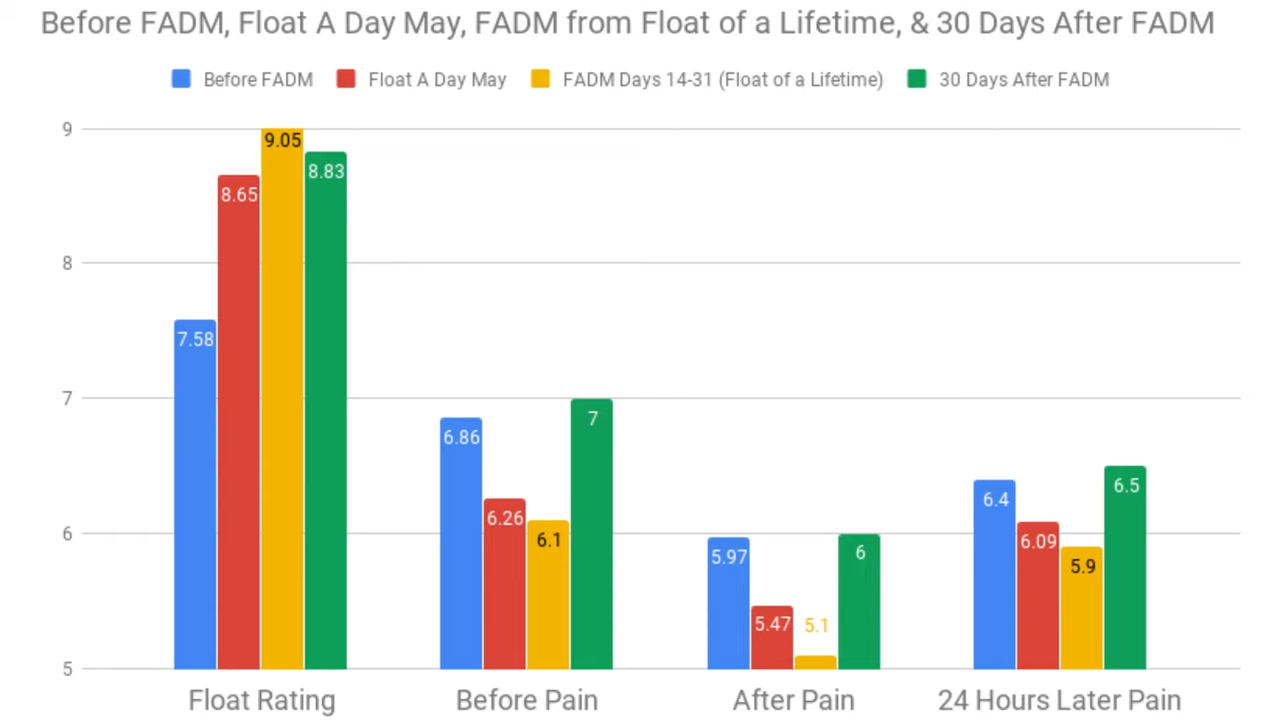 Before FADM, Float A Day May, FADM from Float of a Lifetime, & 30 Days After FADM
Before FADM Float A Day May FADM Days 14-31 (Float of a Lifetime) 30 Days After FADM
9
8
7
6
5
7.58 8.65 9.05 8.83
6.86 6.26 6.1 7
5.97 5.47 5.1 6
6.4 6.09 5.9 6.5
Float Rating Before Pain After Pain 24 Hours Later Pain